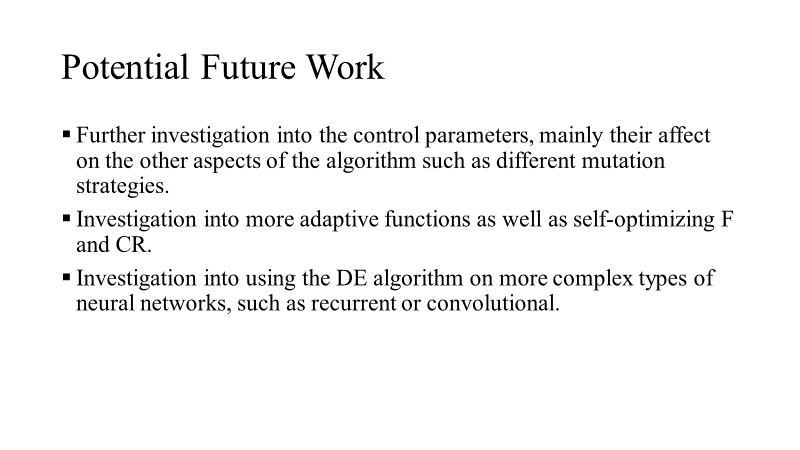 Potential Future Work
▪ Further investigation into the control parameters, mainly their affect
on the other aspects of the algorithm such as different mutation
strategies.
▪ Investigation into more adaptive functions as well as self-optimizing F
and CR.
▪ Investigation into using the DE algorithm on more complex types of
neural networks, such as recurrent or convolutional.